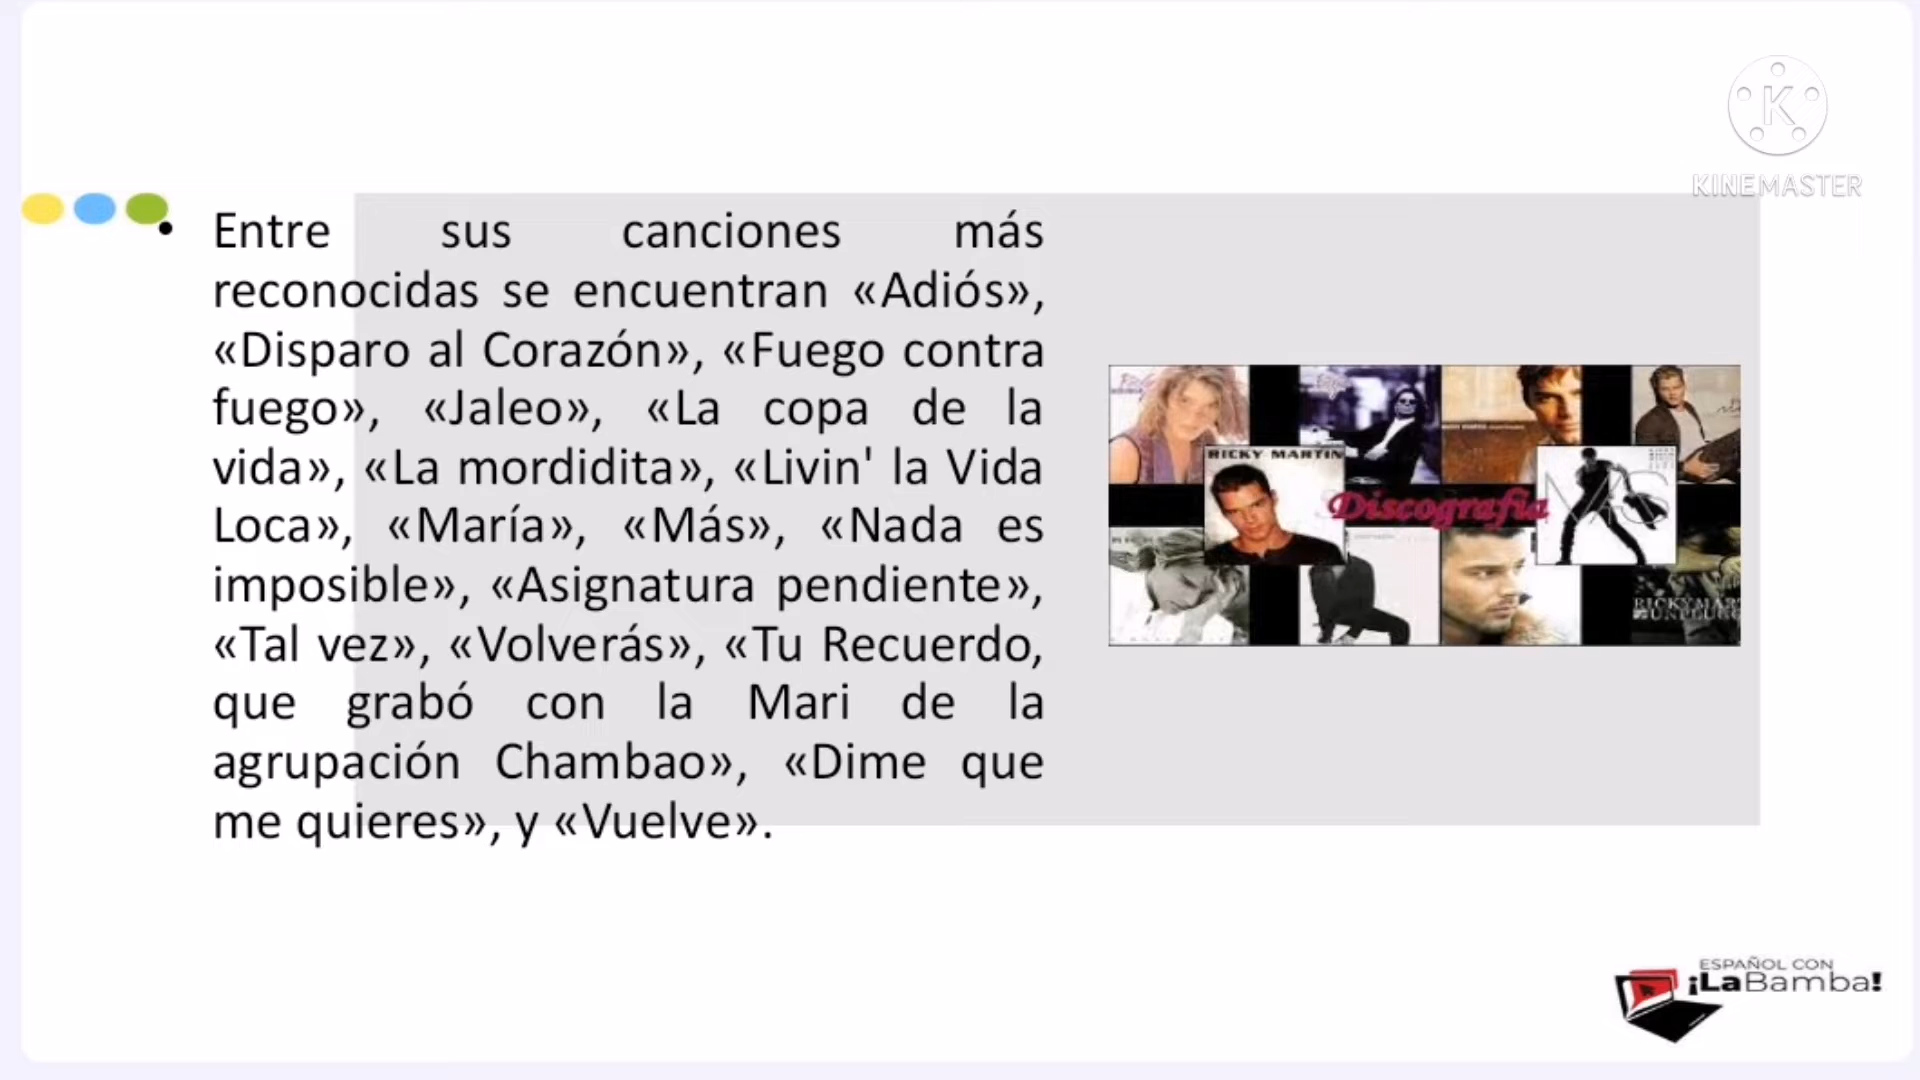 KINEMASTER
• Entre sus canciones más
reconocidas se encuentran «Adiós»,
«Disparo al Corazón», «Fuego contra
fuego», «Jaleo», «La copa de la
vida», «La mordidita», «Livin' la Vida
Loca», «María», «Más», «Nada es
imposible», «Asignatura pendiente»,
«Tal vez», «Volverás», «Tu Recuerdo,
que grabó con la Mari de la
agrupación Chambao», «Dime que
me quieres», y «Vuelve».
RICKY MARTIN
Discografía
MAS
ESPAÑOL CON
¡LaBamba!